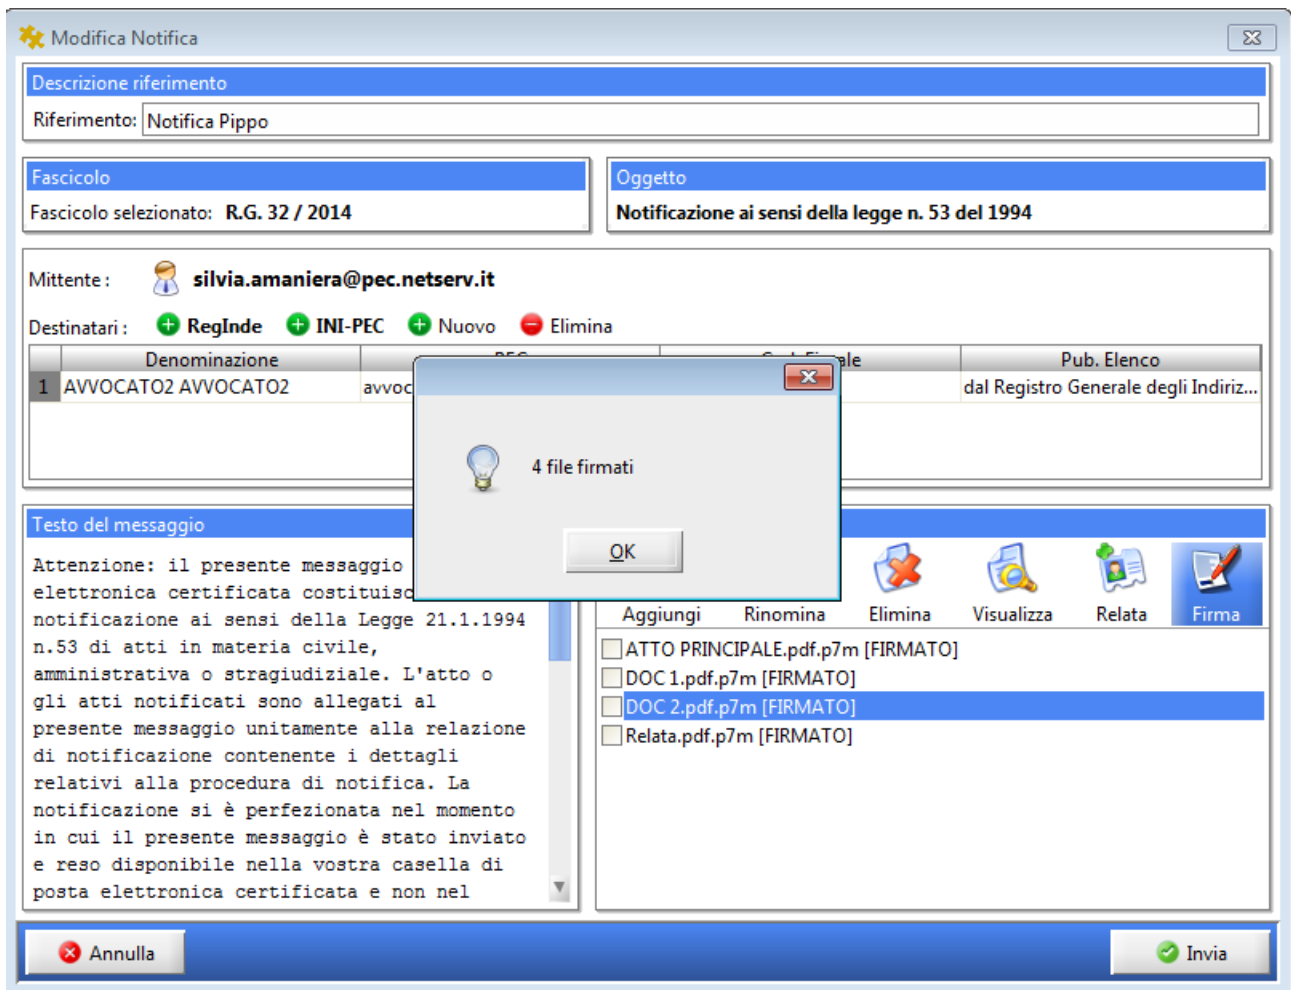 Modifica Notifica
Descrizione riferimento
Riferimento: Notifica Pippo
Fascicolo
Fascicolo selezionato: R.G. 32 / 2014
Oggetto
Notificazione ai sensi della legge n. 53 del 1994
Mittente : silvia.amaniera@pec.netserv.it
Destinatari : RegInde INI-PEC Nuovo Elimina
Denominazione Pub. Elenco
1 AVVOCATO2 AVVOCATO2 avvoc dal Registro Generale degli Indiriz...
4 file firmati
OK
Testo del messaggio
Attenzione: il presente messaggio
elettronica certificata costituisc
notificazione ai sensi della Legge 21.1.1994
n.53 di atti in materia civile,
amministrativa o stragiudiziale. L'atto o
gli atti notificati sono allegati al
presente messaggio unitamente alla relazione
di notificazione contenente i dettagli
relativi alla procedura di notifica. La
notificazione si è perfezionata nel momento
in cui il presente messaggio è stato inviato
e reso disponibile nella vostra casella di
posta elettronica certificata e non nel
Aggiungi Rinomina Elimina Visualizza Relata Firma
ATTO PRINCIPALE.pdf.p7m [FIRMATO]
DOC 1.pdf.p7m [FIRMATO]
DOC 2.pdf.p7m [FIRMATO]
Relata.pdf.p7m [FIRMATO]
Annulla
Invia